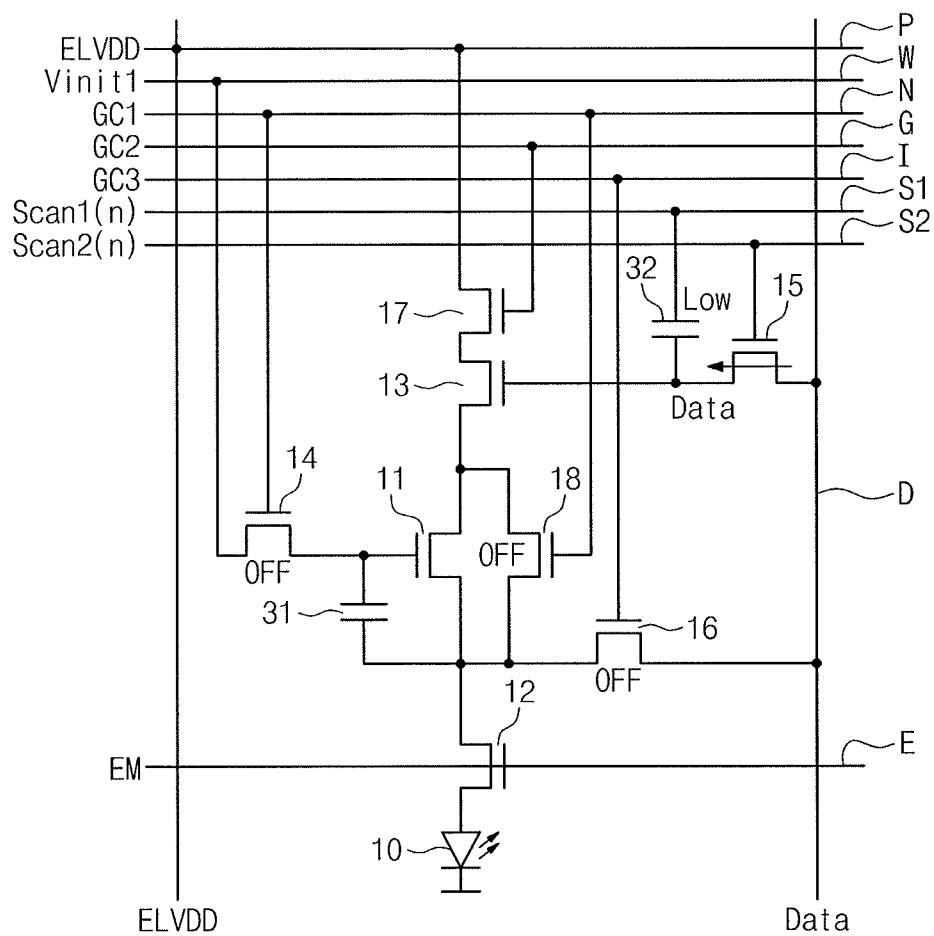 ELVDD P
Vinit1 W
GC1 N
GC2 G
GC3 I
Scan1(n) S1
Scan2(n) S2
32 Low 15
17
13
Data
14 11 18 D
OFF OFF
31 16
OFF
12
EM E
10
ELVDD Data